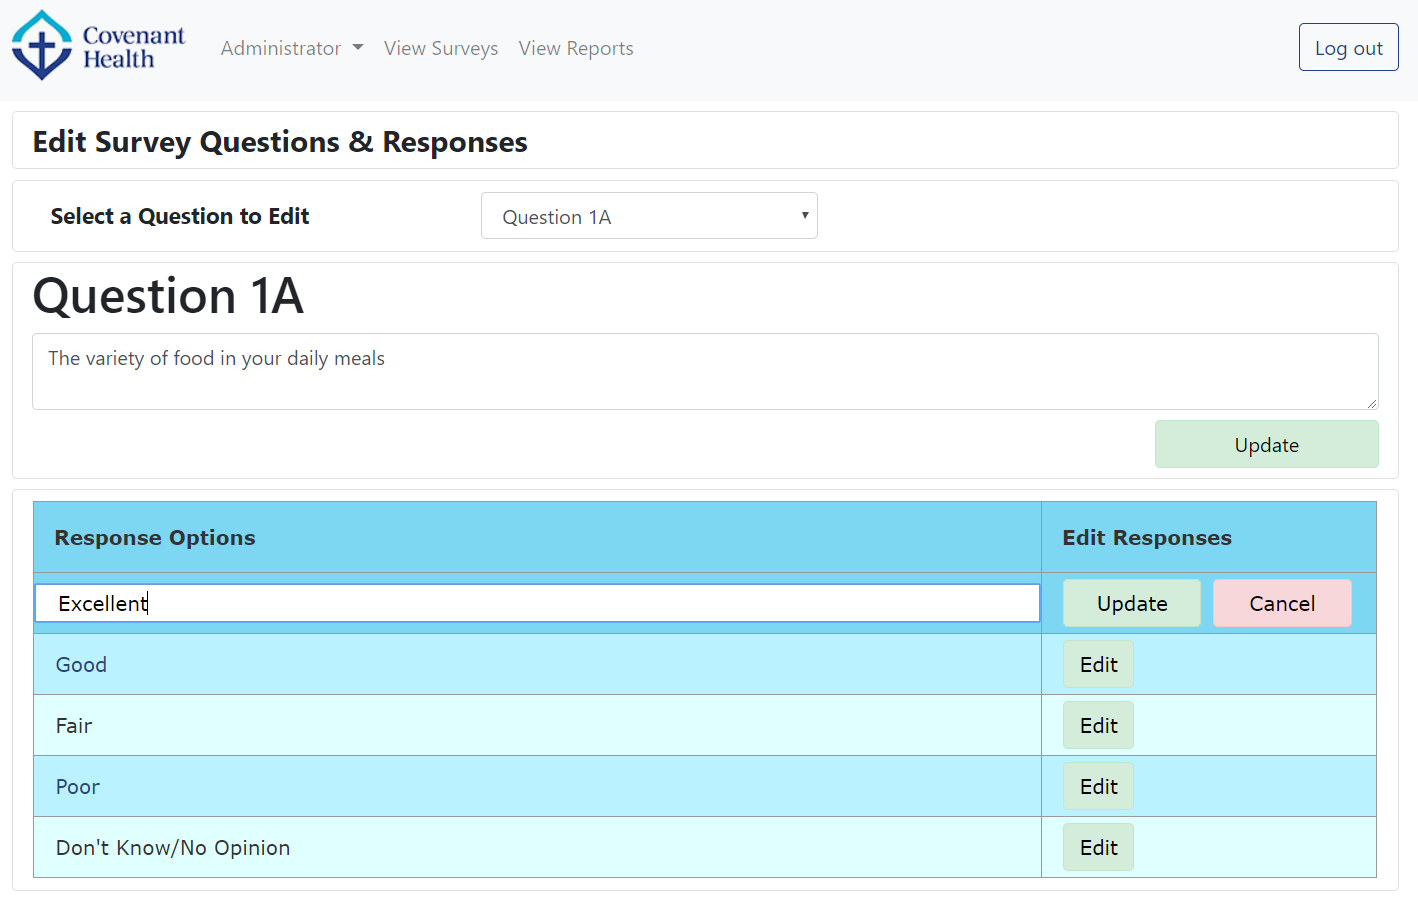 Covenant
Health
Administrator View Surveys View Reports Log out
Edit Survey Questions & Responses
Select a Question to Edit Question 1A
Question 1A
The variety of food in your daily meals
Update
Response Options Edit Responses
Excellent Update Cancel
Good Edit
Fair Edit
Poor Edit
Don't Know/No Opinion Edit